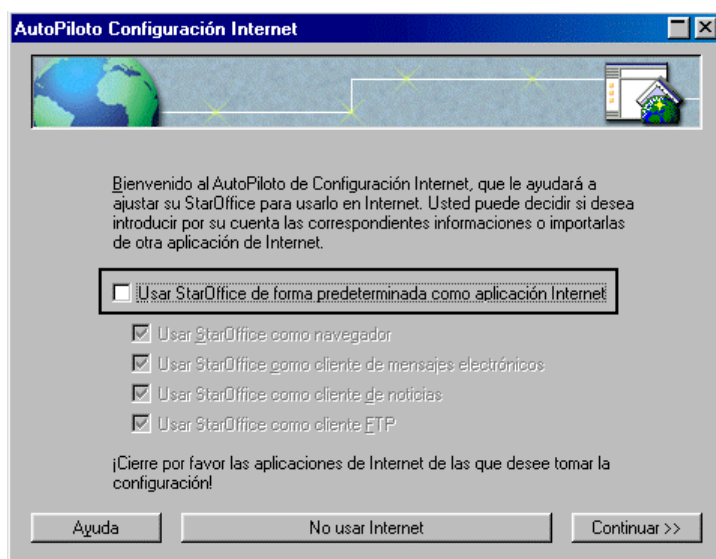 AutoPiloto Configuración Internet
Bienvenido al AutoPiloto de Configuración Internet, que le ayudará a
ajustar su StarOffice para usarlo en Internet. Usted puede decidir si desea
introducir por su cuenta las correspondientes informaciones o importarlas
de otra aplicación de Internet.
Usar StarOffice de forma predeterminada como aplicación Internet
Usar StarOffice como navegador
Usar StarOffice como cliente de mensajes electrónicos
Usar StarOffice como cliente de noticias
Usar StarOffice como cliente FTP
¡Cierre por favor las aplicaciones de Internet de las que desee tomar la
configuración!
Ayuda No usar Internet Continuar >>